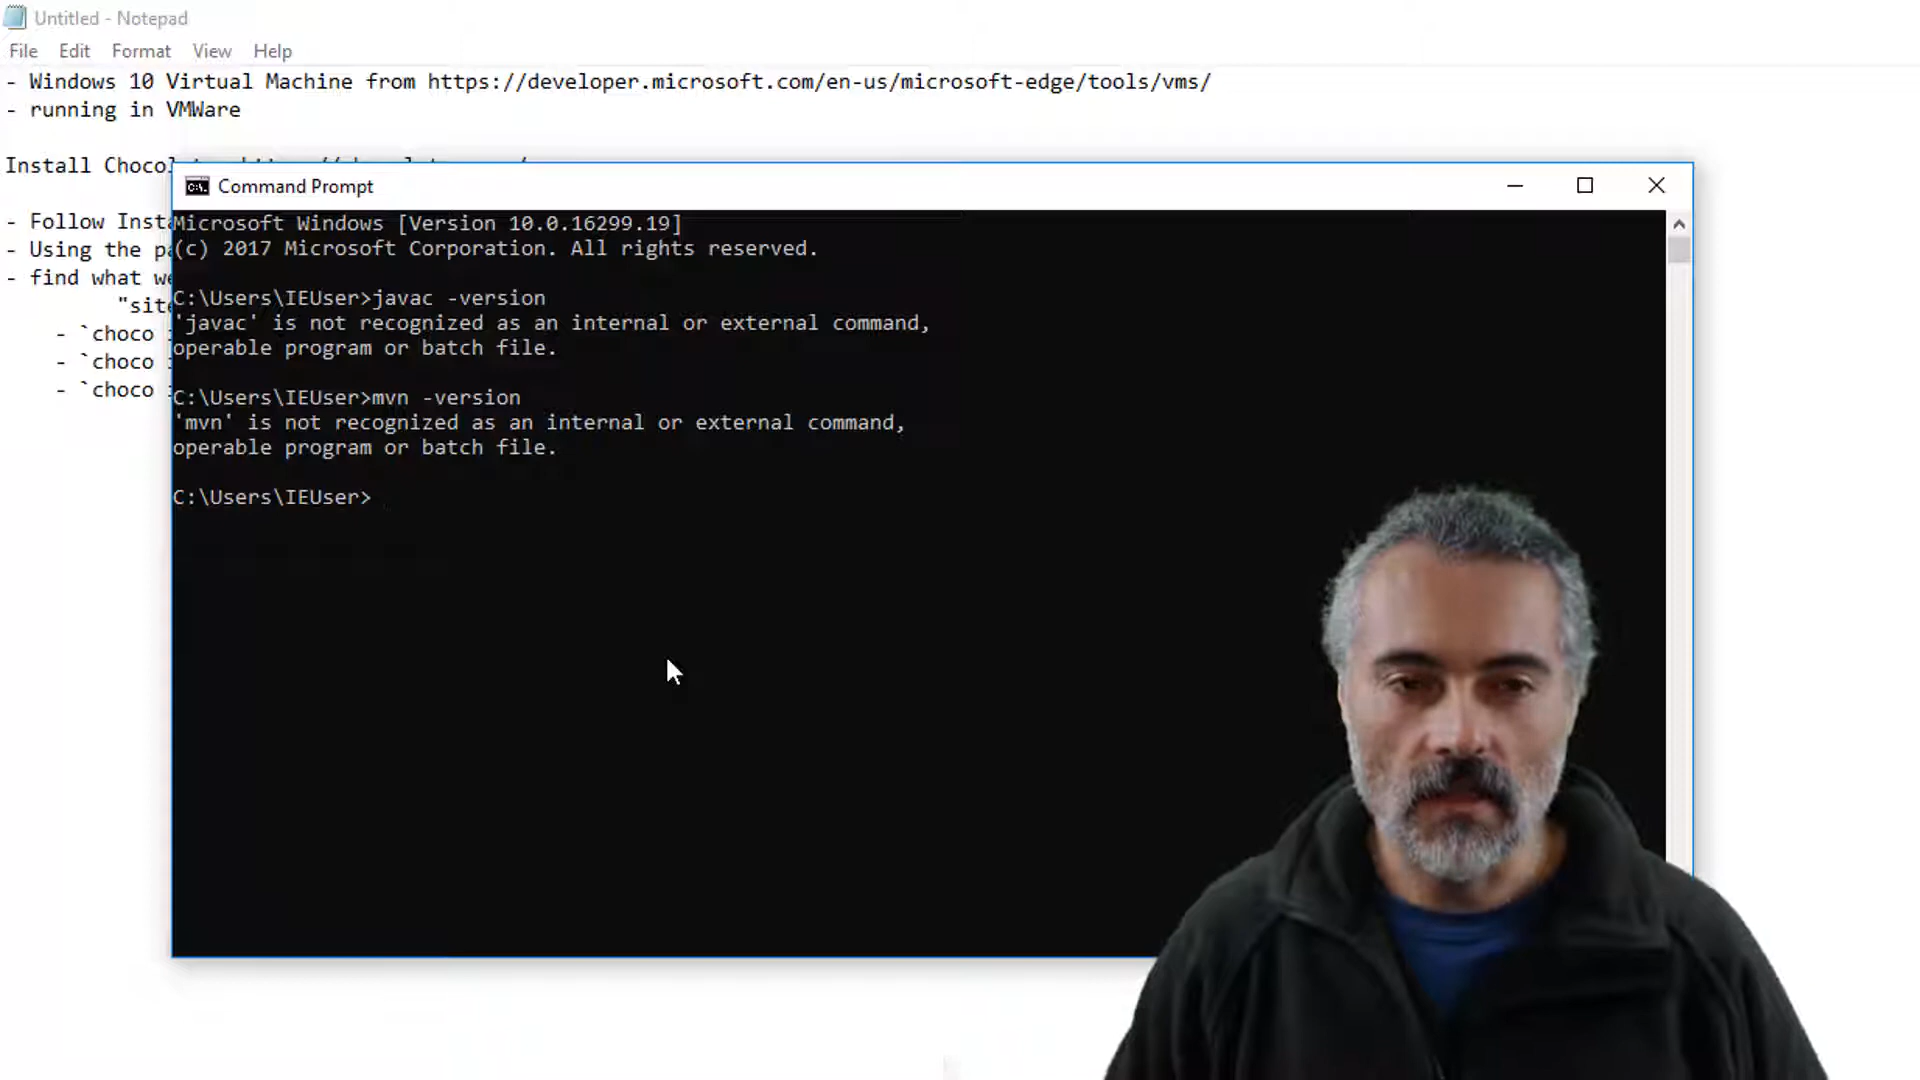 Untitled - Notepad
File Edit Format View Help
- Windows 10 Virtual Machine from https://developer.microsoft.com/en-us/microsoft-edge/tools/vms/
- running in VMWare
Install
- Follow
- Using the
- find what
"site
- `choco
- `choco
- `choco
Command Prompt
Microsoft Windows [Version 10.0.16299.19]
(c) 2017 Microsoft Corporation. All rights reserved.
C:\Users\IEUser>javac -version
'javac' is not recognized as an internal or external command,
operable program or batch file.
C:\Users\IEUser>mvn -version
'mvn' is not recognized as an internal or external command,
operable program or batch file.
C:\Users\IEUser>